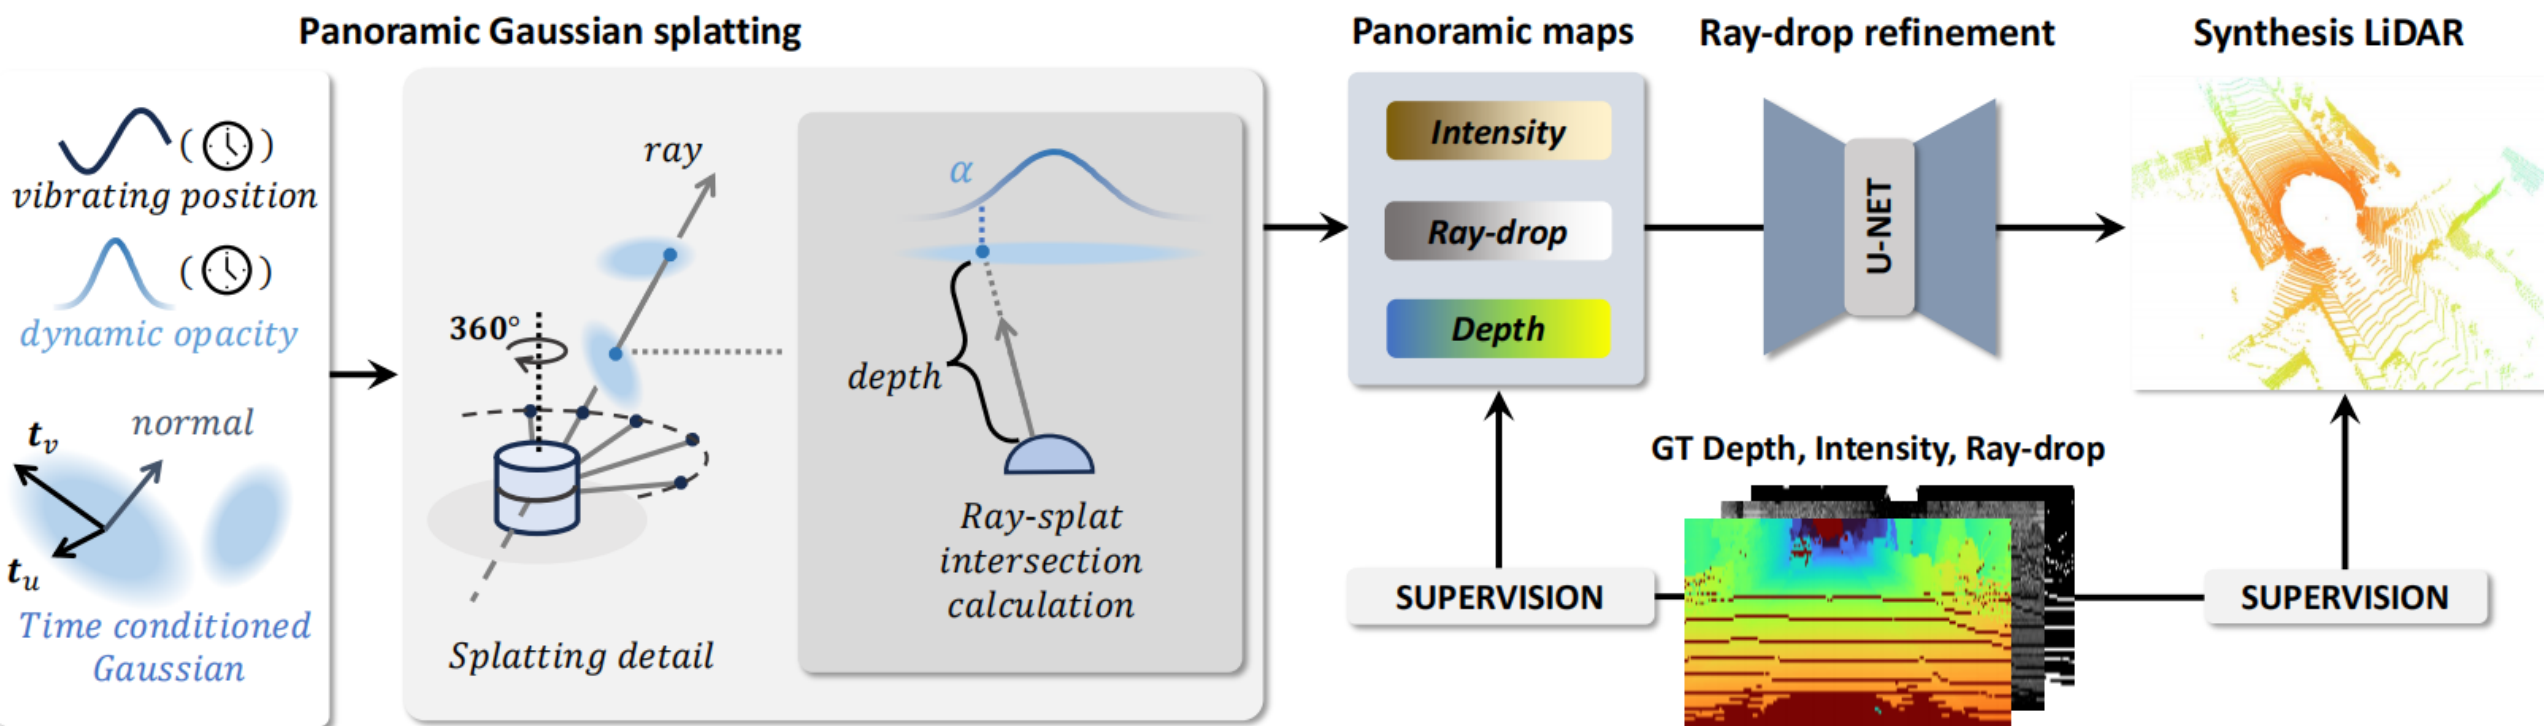 Panoramic Gaussian splatting
Panoramic maps
Ray-drop refinement
Synthesis LiDAR
( )
vibrating position
( )
dynamic opacity
normal
t_v
t_u
Time conditioned
Gaussian
ray
360°
Splatting detail
α
depth
Ray-splat
intersection
calculation
Intensity
Ray-drop
Depth
U-NET
GT Depth, Intensity, Ray-drop
SUPERVISION
SUPERVISION